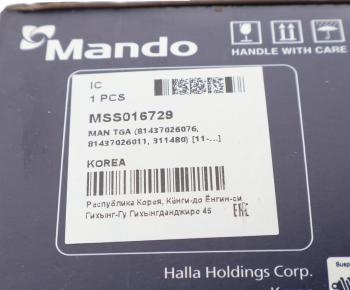 Mando
HANDLE WITH CARE
IC
1 PCS
MSS016729
MAN TGA (81437026076,
81437026011, 311480) [11-...]
KOREA
Республика Корея, Кёнги-до Ёнгин-си
Гихынг-Гу Гихынгданджиро 45
EAC
Halla Holdings Corp.
Susp